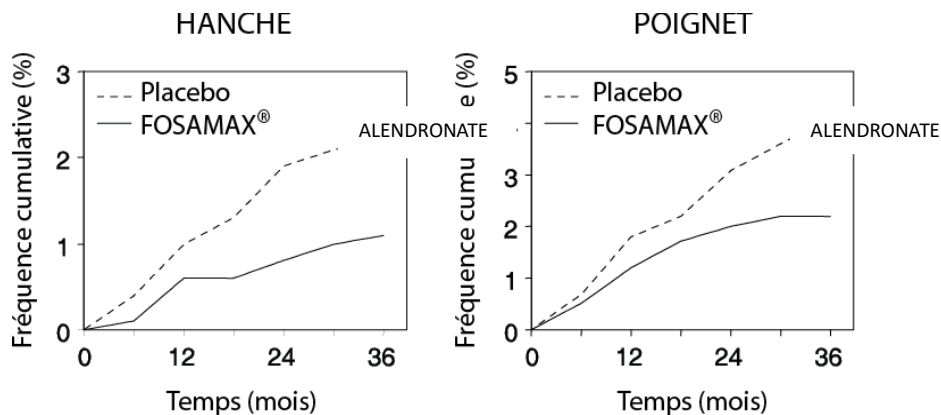 HANCHE
Fréquence cumulative (%)
3
2
1
0
Placebo
FOSAMAX®
ALENDRONATE
0 12 24 36
Temps (mois)
POIGNET
Fréquence cumu e (%)
5
3
2
1
0
Placebo
FOSAMAX®
ALENDRONATE
0 12 24 36
Temps (mois)